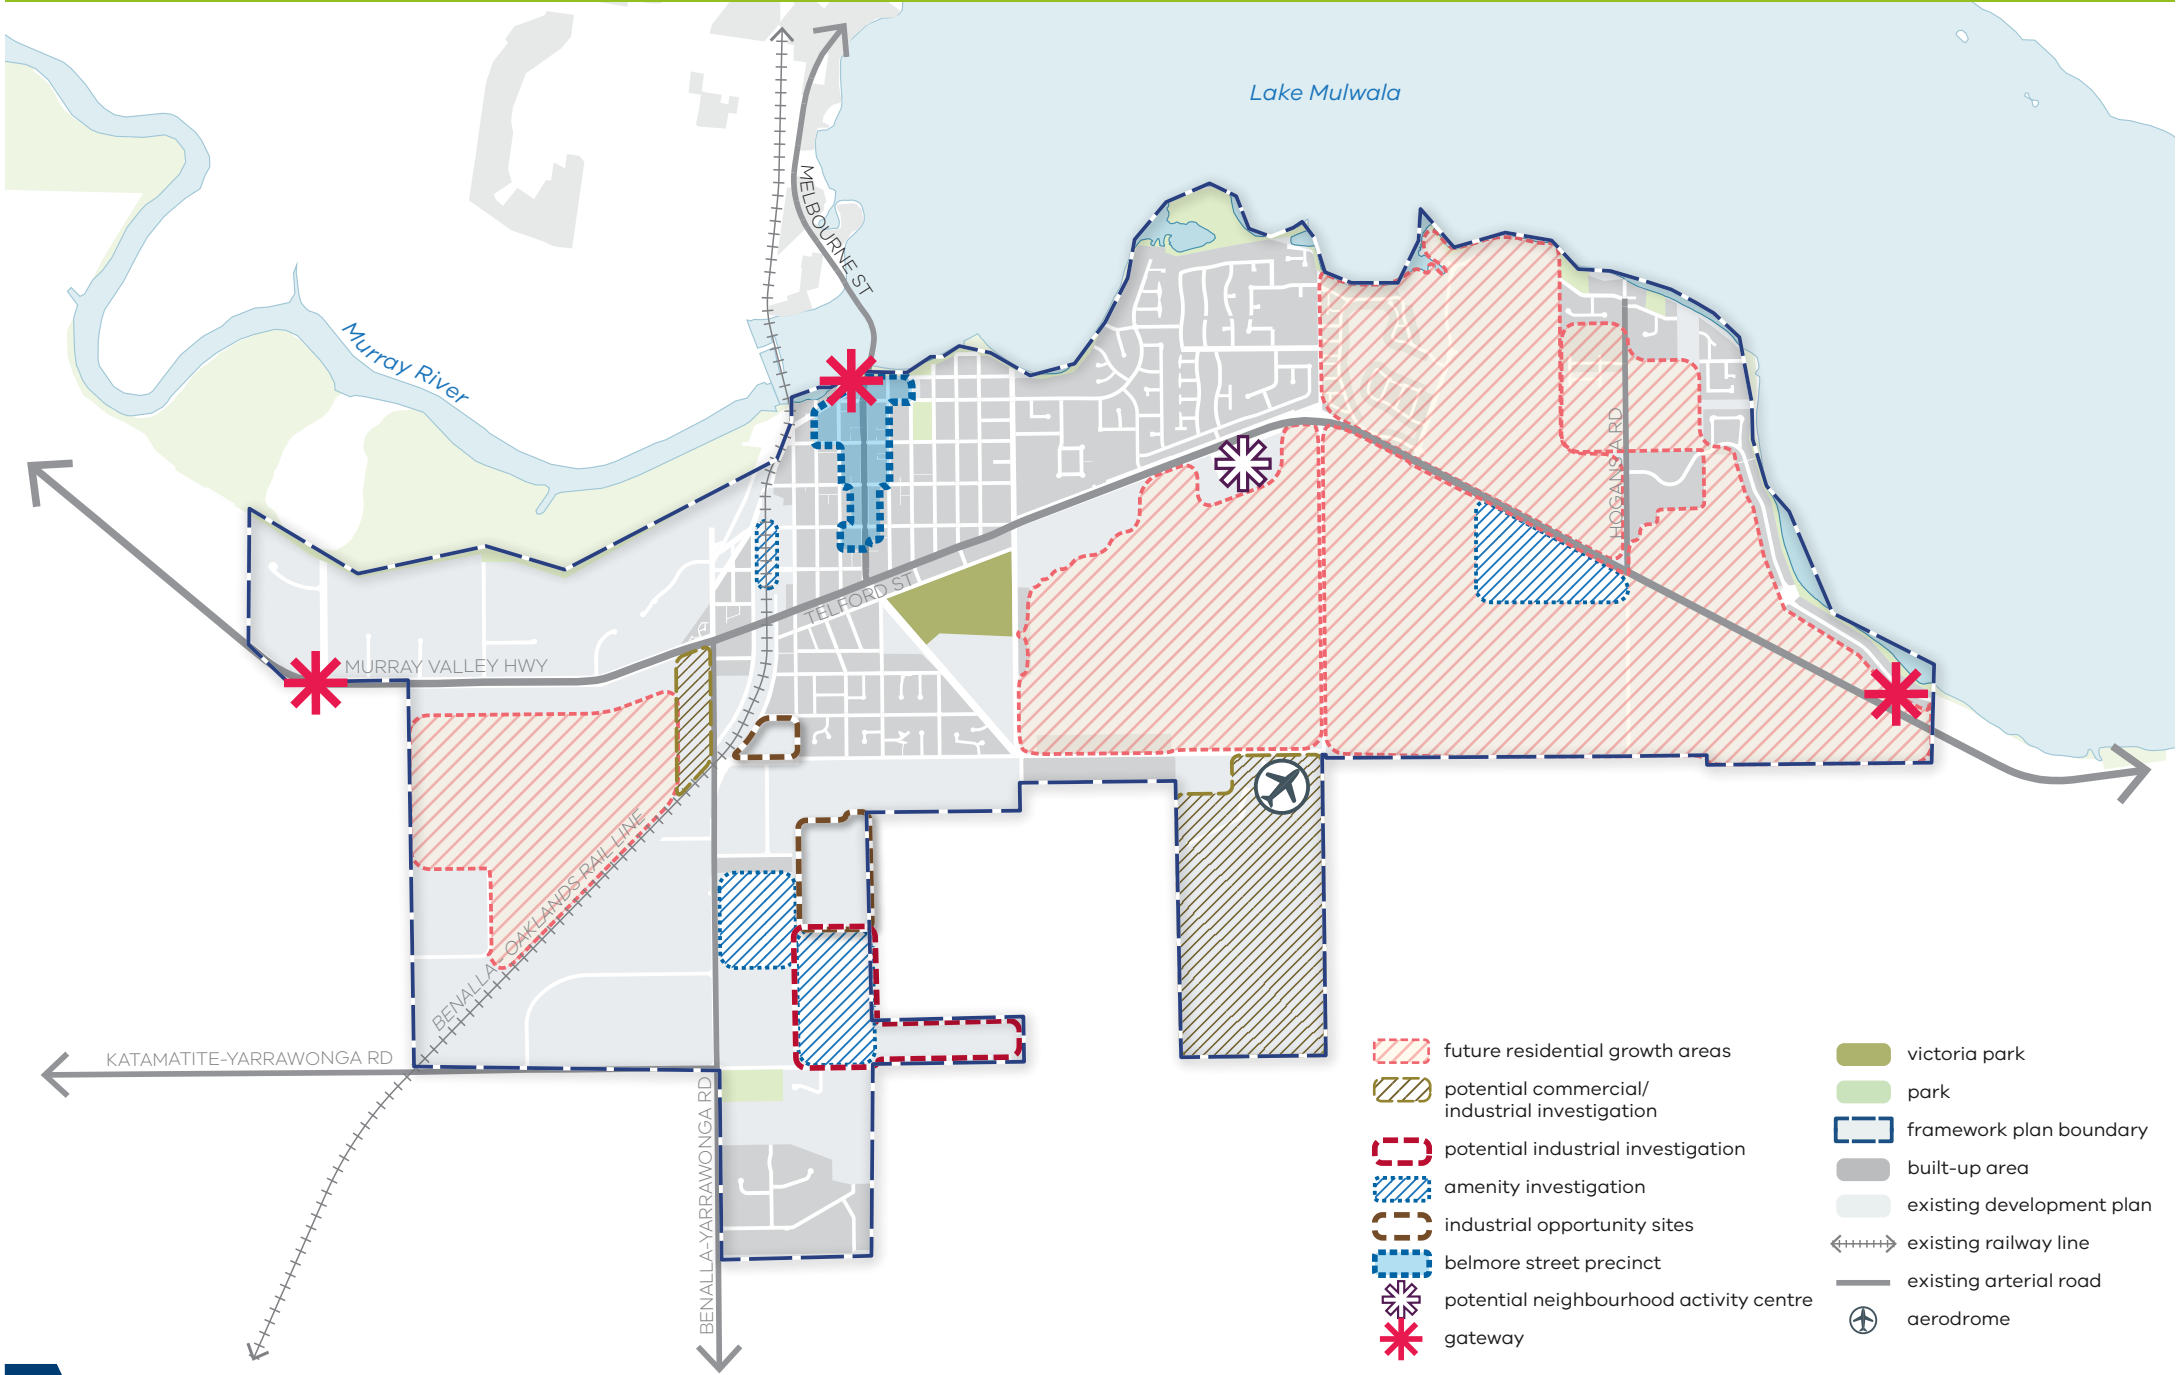 Lake Mulwala
MELBOURNE ST
Murray River
HOGANS RD
TELFORD ST
MURRAY VALLEY HWY
BENALLA - OAKLANDS RAIL LINE
KATAMATITE-YARRAWONGA RD
BENALLA-YARRAWONGA RD
future residential growth areas
potential commercial/
industrial investigation
potential industrial investigation
amenity investigation
industrial opportunity sites
belmore street precinct
potential neighbourhood activity centre
gateway
victoria park
park
framework plan boundary
built-up area
existing development plan
existing railway line
existing arterial road
aerodrome